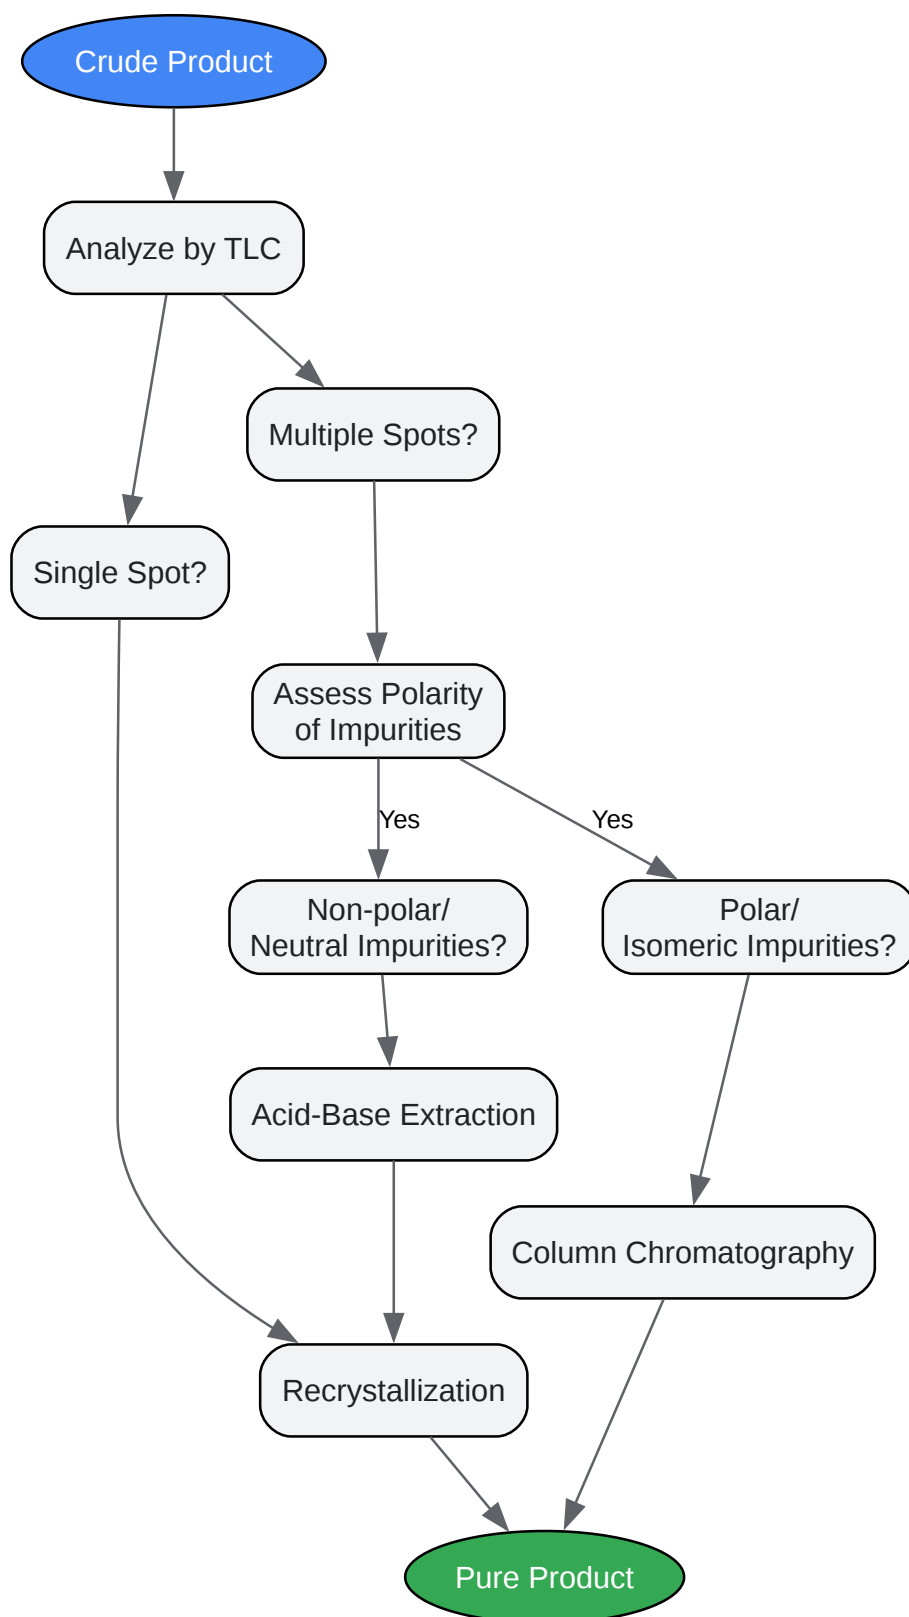 Crude Product
Analyze by TLC
Multiple Spots?
Single Spot?
Assess Polarity
of Impurities
Yes
Yes
Non-polar/
Neutral Impurities?
Polar/
Isomeric Impurities?
Acid-Base Extraction
Column Chromatography
Recrystallization
Pure Product